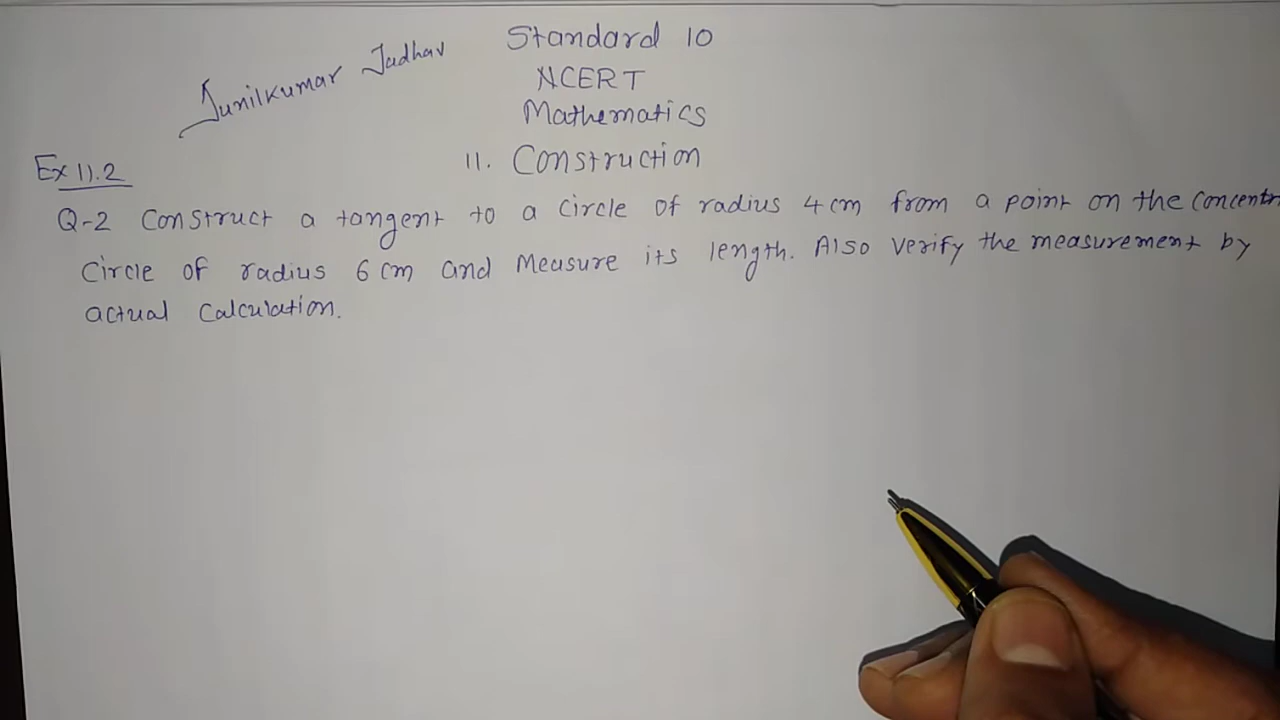 Sunilkumar Jadhav
Standard 10
NCERT
Mathematics
Ex 11.2
11. Construction
Q-2 Construct a tangent to a circle of radius 4 cm from a point on the concentr
circle of radius 6 cm and measure its length. Also verify the measurement by
actual calculation.